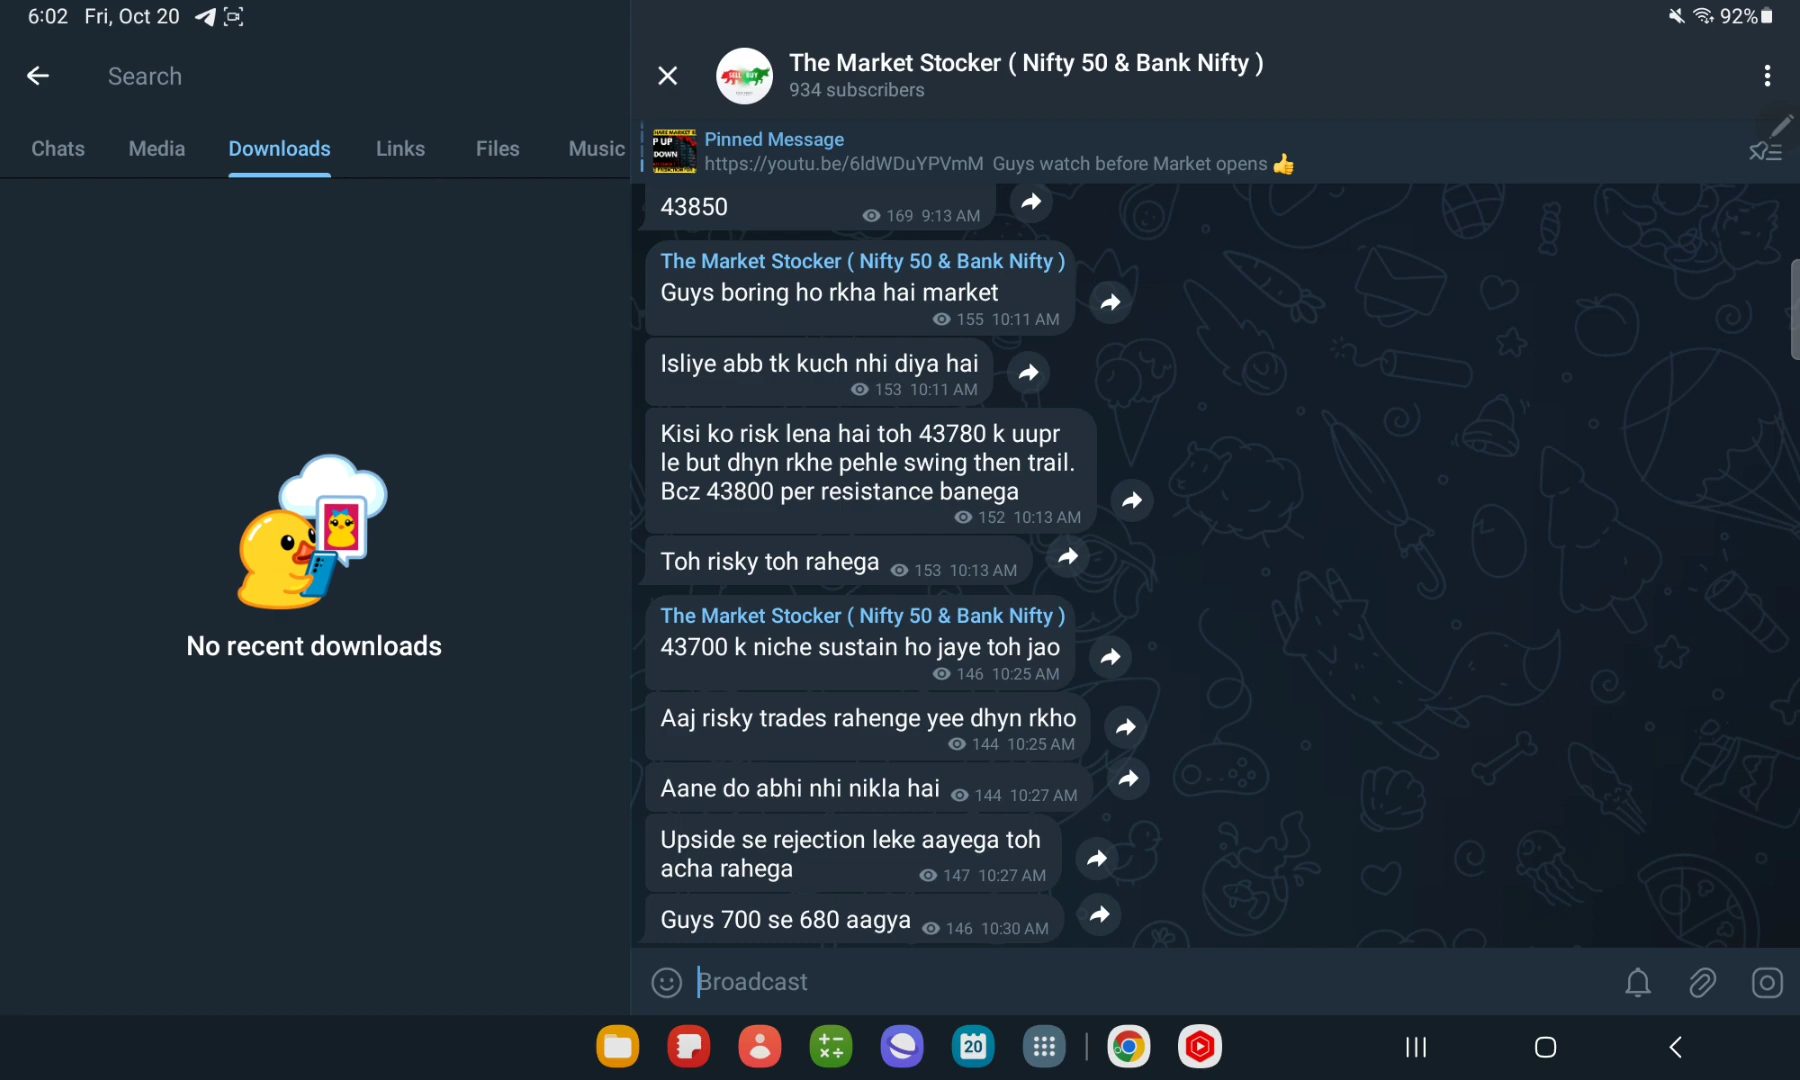 6:02 Fri, Oct 20
92%
Search
Chats Media Downloads Links Files Music
No recent downloads
The Market Stocker ( Nifty 50 & Bank Nifty )
934 subscribers
SELL BUY
Pinned Message
P UP
DOWN
https://youtu.be/6ldWDuYPVmM Guys watch before Market opens 👍
43850 169 9:13 AM
The Market Stocker ( Nifty 50 & Bank Nifty )
Guys boring ho rkha hai market
155 10:11 AM
Isliye abb tk kuch nhi diya hai
153 10:11 AM
Kisi ko risk lena hai toh 43780 k uupr
le but dhyn rkhe pehle swing then trail.
Bcz 43800 per resistance banega
152 10:13 AM
Toh risky toh rahega 153 10:13 AM
The Market Stocker ( Nifty 50 & Bank Nifty )
43700 k niche sustain ho jaye toh jao
146 10:25 AM
Aaj risky trades rahenge yee dhyn rkho
144 10:25 AM
Aane do abhi nhi nikla hai 144 10:27 AM
Upside se rejection leke aayega toh
acha rahega 147 10:27 AM
Guys 700 se 680 aagya 146 10:30 AM
Broadcast
20